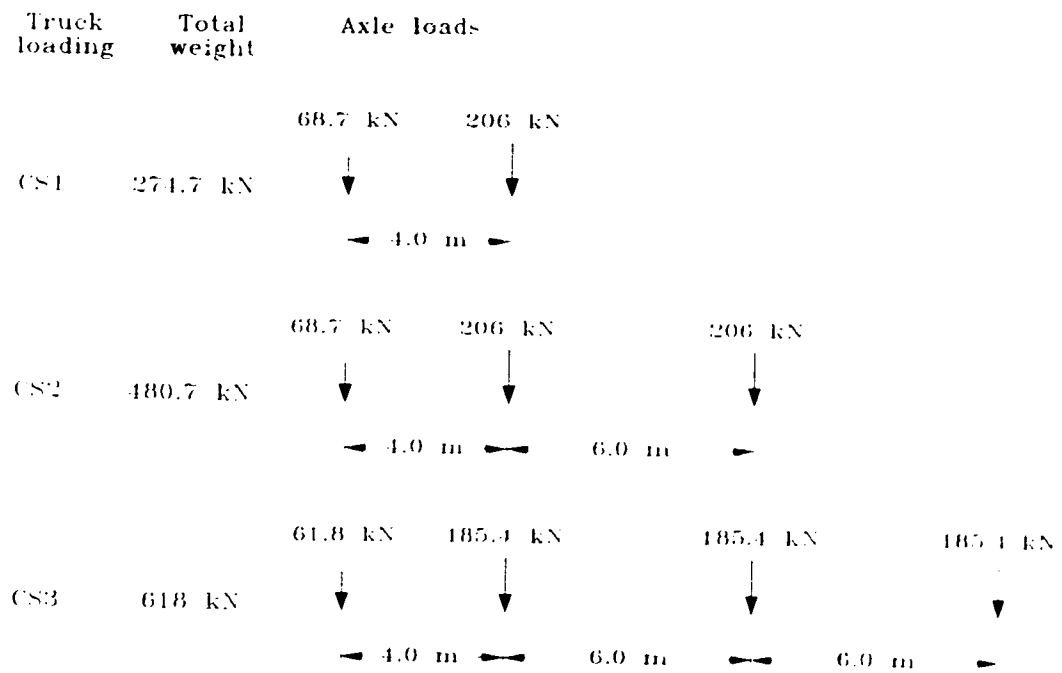 Truck loading Total weight Axle loads
68.7 kN 206 kN
CS1 274.7 kN
4.0 m
68.7 kN 206 kN 206 kN
CS2 480.7 kN
4.0 m 6.0 m
61.8 kN 185.4 kN 185.4 kN 185.4 kN
CS3 618 kN
4.0 m 6.0 m 6.0 m